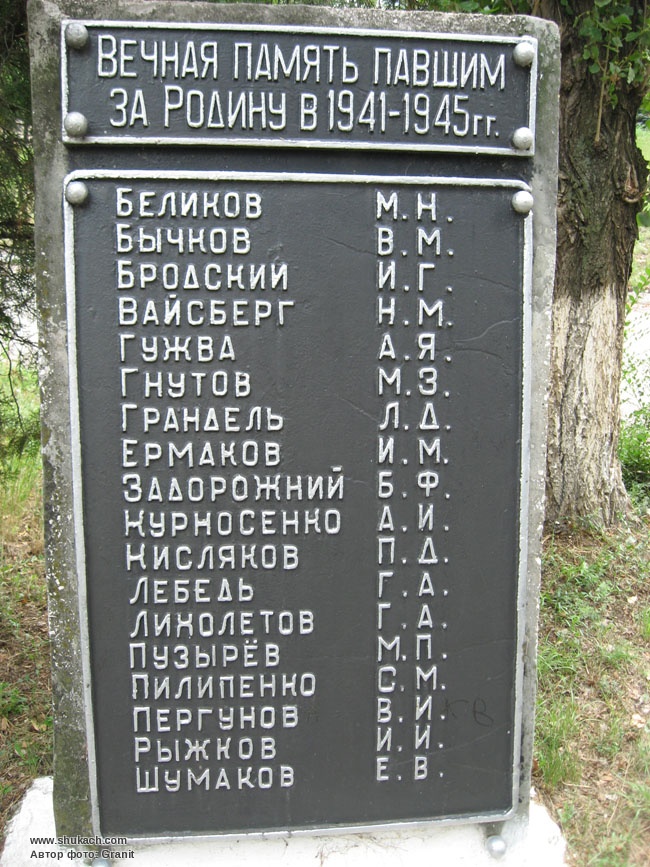 Вечная память павшим
за Родину в 1941-1945гг.
Беликов М.Н.
Бычков В.М.
Бродский И.Г.
Вайсберг Н.М.
Гужва А.Я.
Гнутов М.З.
Грандель Л.Д.
Ермаков И.М.
Задорожний Б.Ф.
Курносенко А.И.
Кисляков П.Д.
Лебедь Г.А.
Лихолетов Г.А.
Пузырёв М.П.
Пилипенко С.М.
Пергунов В.И.
Рыжков И.И.
Шумаков Е.В.
www.shukach.com
Автор фото: Granit